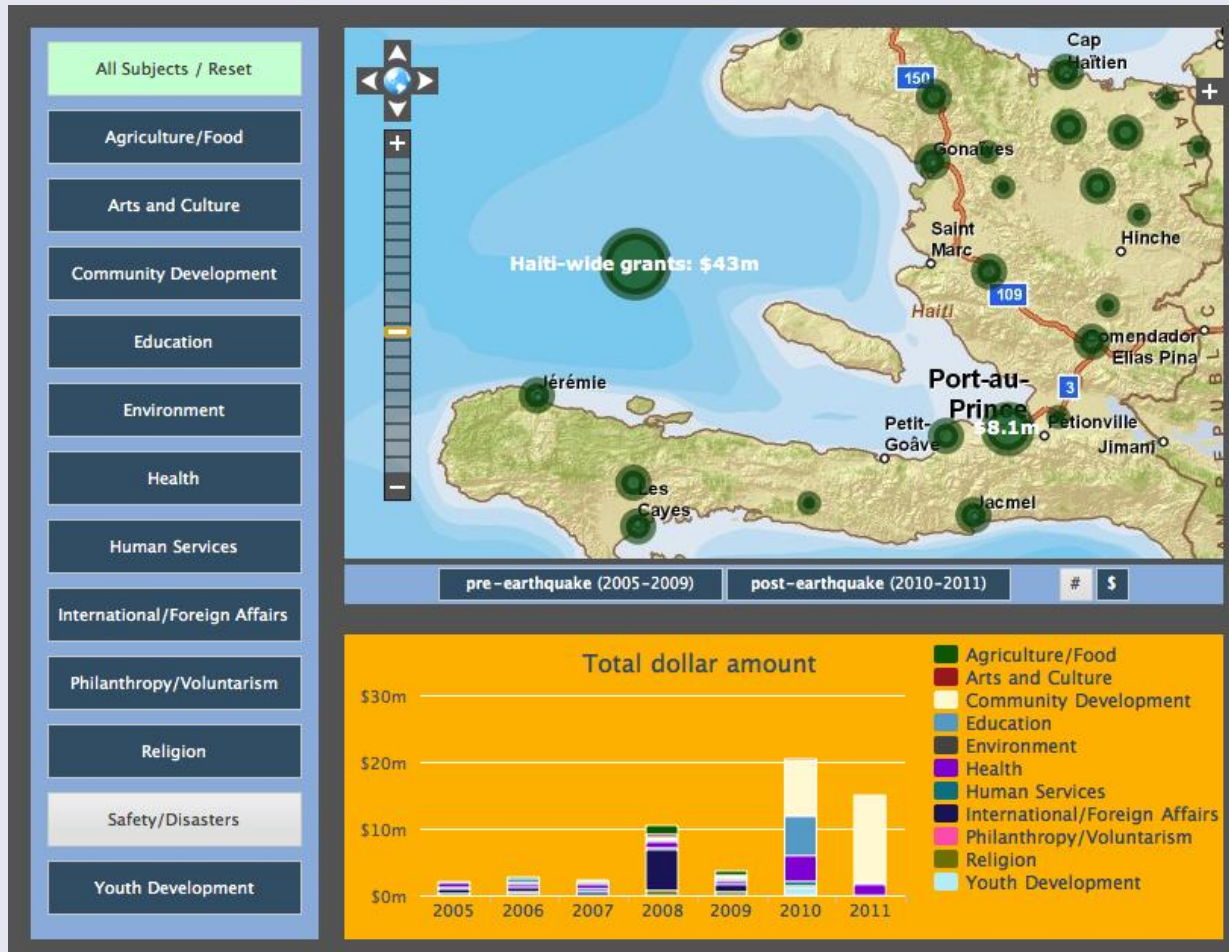 All Subjects / Reset
Agriculture/Food
Arts and Culture
Community Development
Education
Environment
Health
Human Services
International/Foreign Affairs
Philanthropy/Voluntarism
Religion
Safety/Disasters
Youth Development
+
−
150
Cap
Haïtien
+
Gonaïves
Saint
Marc
Hinche
Haiti-wide grants: $43m
109
Haiti
Comendador
Elías Piña
Jérémie
Port-au-
Prince
3
$8.1m
Pétionville
Petit-
Goâve
Jimaní
Les
Cayes
Jacmel
pre-earthquake (2005-2009)
post-earthquake (2010-2011)
#
$
Total dollar amount
$30m
$20m
$10m
$0m
2005
2006
2007
2008
2009
2010
2011
Agriculture/Food
Arts and Culture
Community Development
Education
Environment
Health
Human Services
International/Foreign Affairs
Philanthropy/Voluntarism
Religion
Youth Development